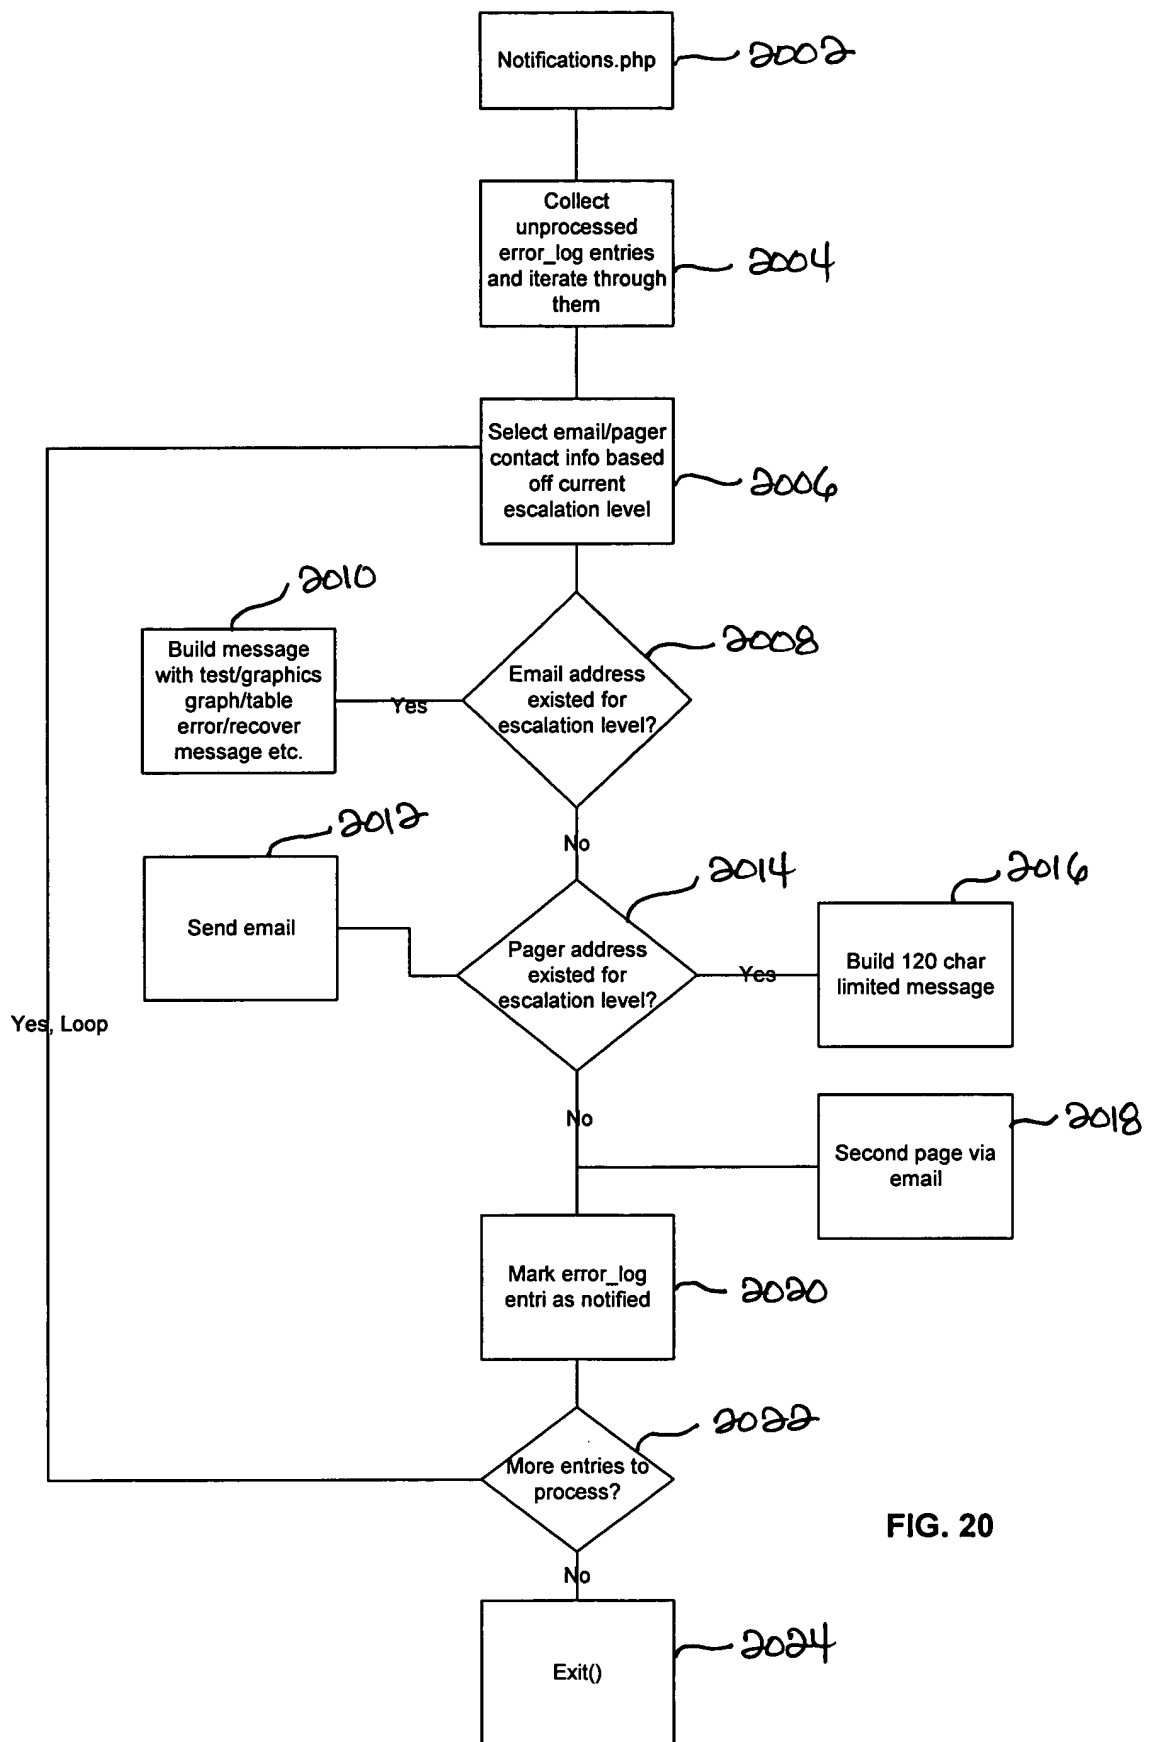 Notifications.php
2002
Collect
unprocessed
error_log entries
and iterate through
them
2004
Select email/pager
contact info based
off current
escalation level
2006
2010
Build message
with test/graphics
graph/table
error/recover
message etc.
Yes
Email address
existed for
escalation level?
2008
No
2012
Send email
Pager address
existed for
escalation level?
2014
Yes
2016
Build 120 char
limited message
Yes, Loop
No
Second page via
email
2018
Mark error_log
entri as notified
2020
More entries to
process?
2022
No
Exit()
2024
FIG. 20